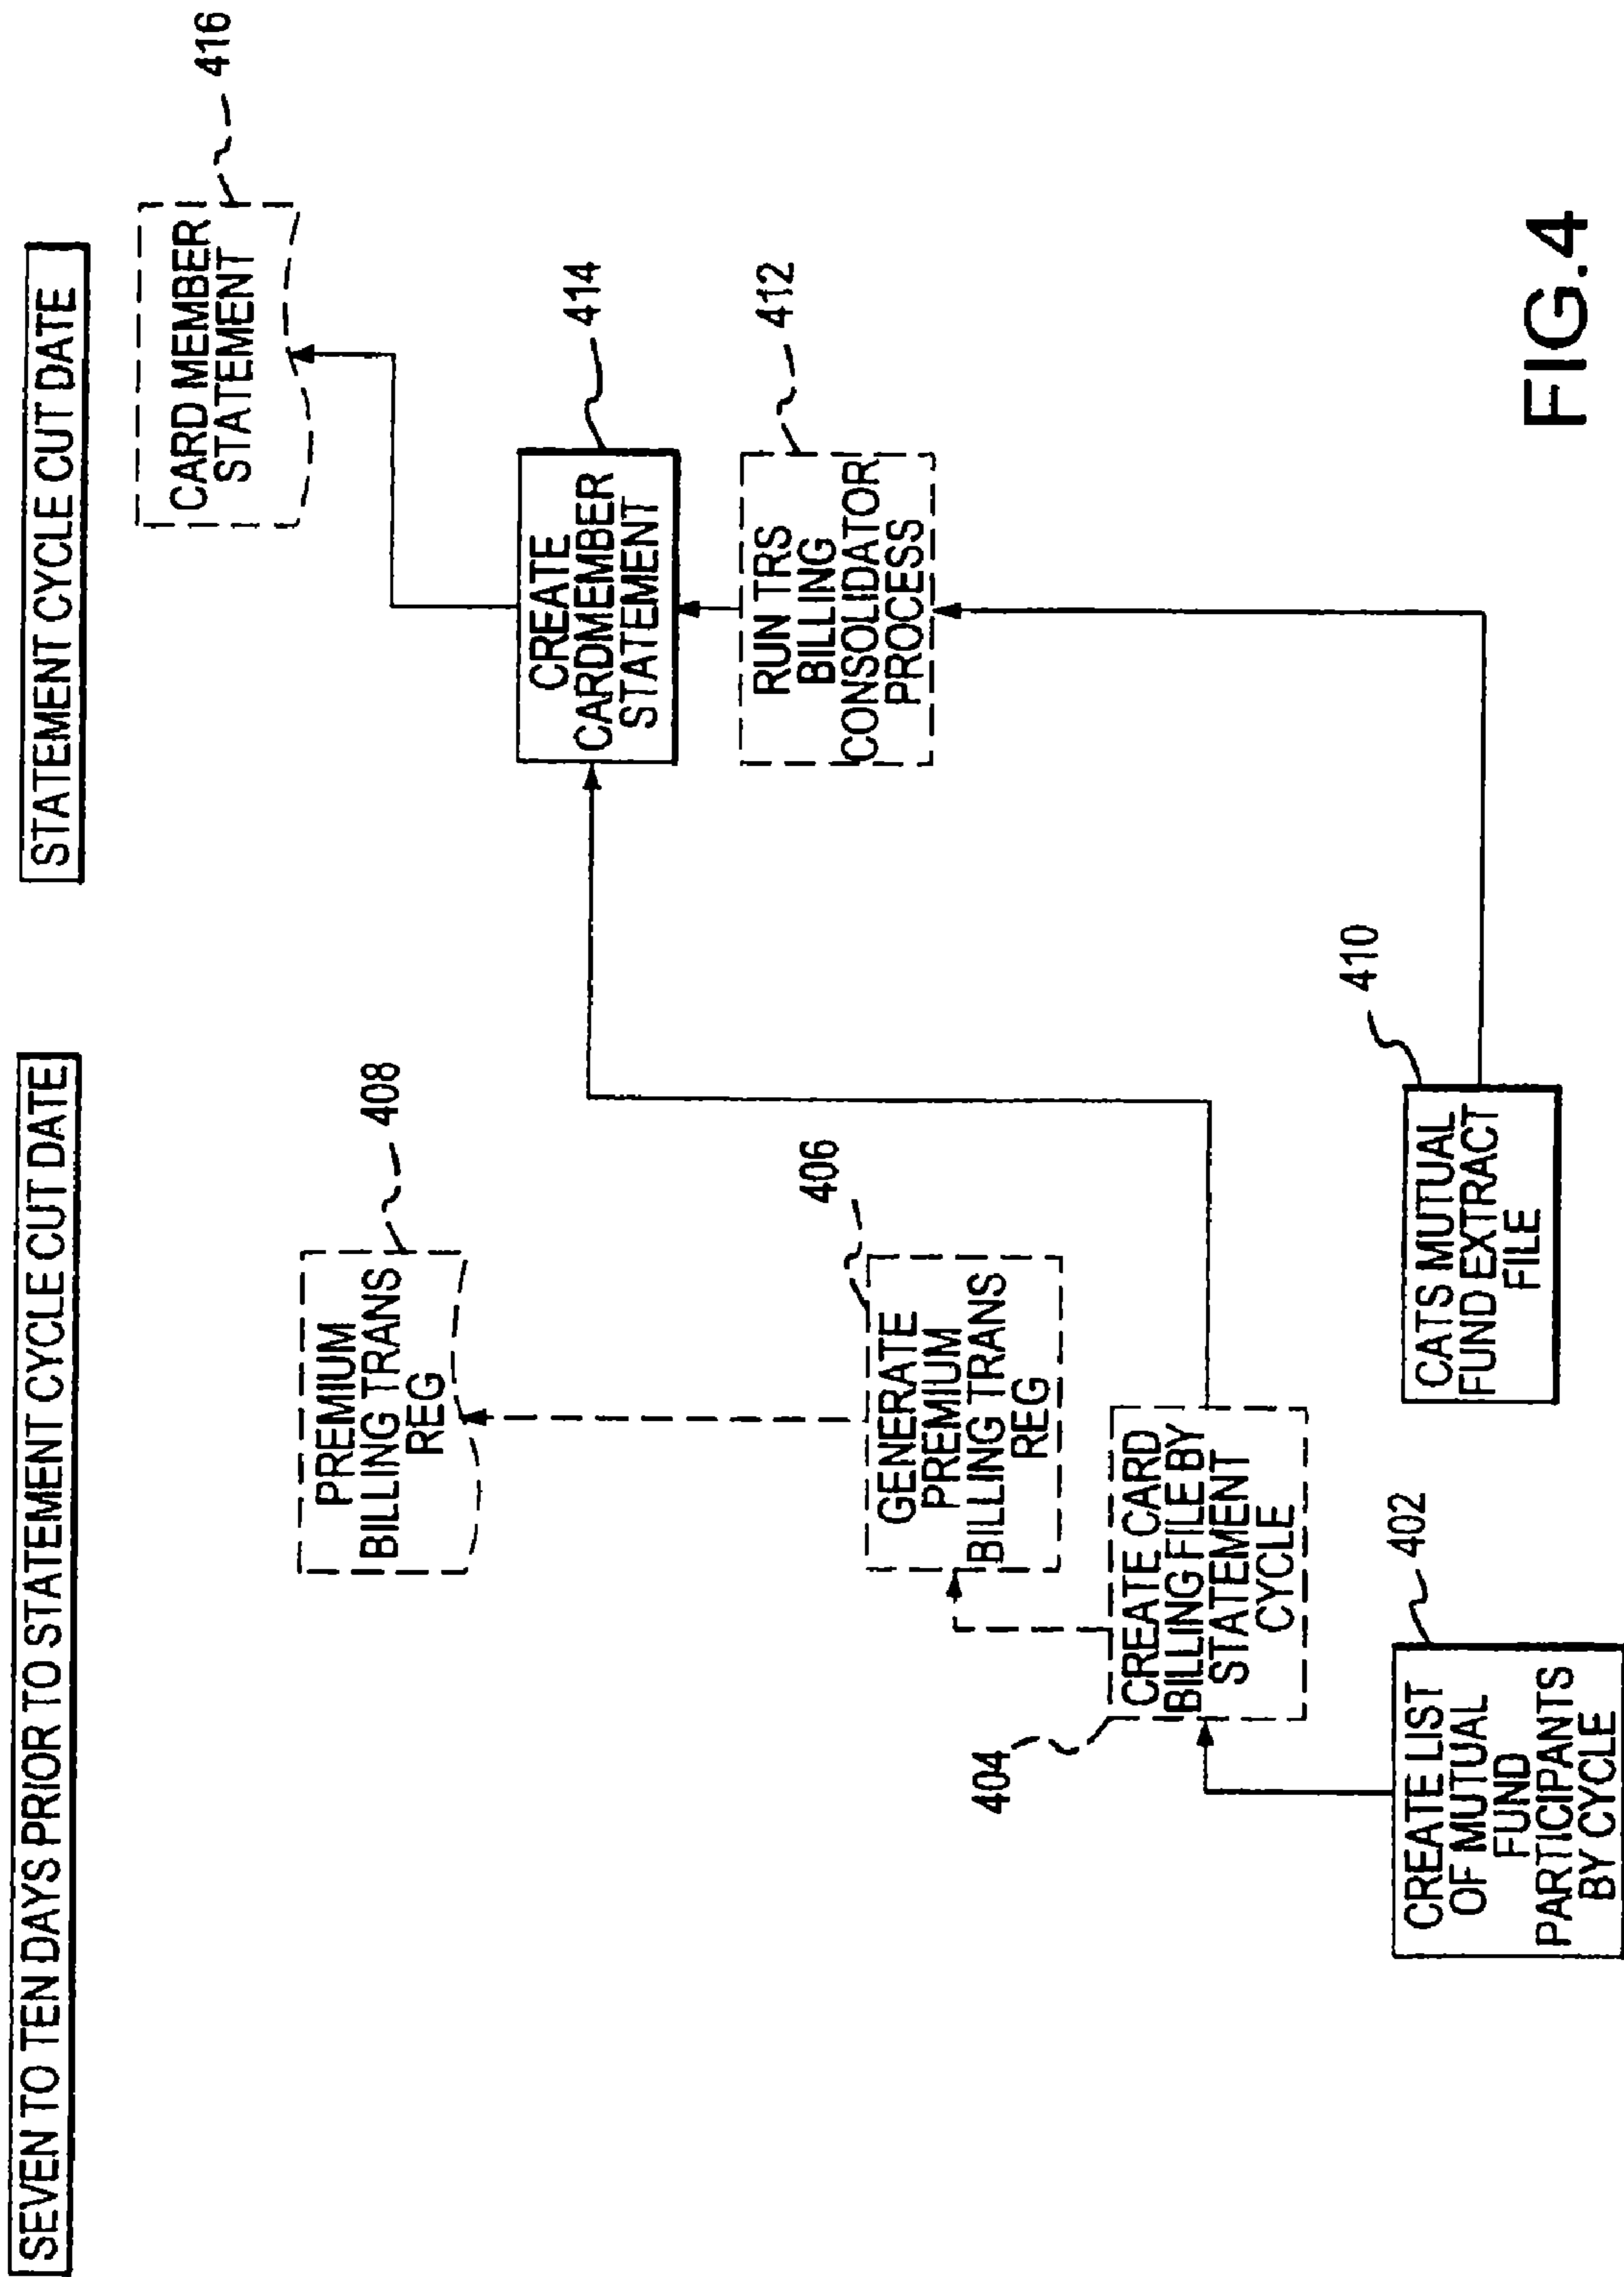 SEVEN TO TEN DAYS PRIOR TO STATEMENT CYCLE CUT DATE
STATEMENT CYCLE CUT DATE
PREMIUM
BILLING TRANS
REG
408
CARD MEMBER
STATEMENT
416
GENERATE
PREMIUM
BILLING TRANS
REG
406
CREATE
CARDMEMBER
STATEMENT
414
404
CREATE CARD
BILLING FILE BY
STATEMENT
CYCLE
RUN TRS
BILLING
CONSOLIDATOR
PROCESS
412
CREATE LIST
OF MUTUAL
FUND
PARTICIPANTS
BY CYCLE
402
CATS MUTUAL
FUND EXTRACT
FILE
410
FIG.4